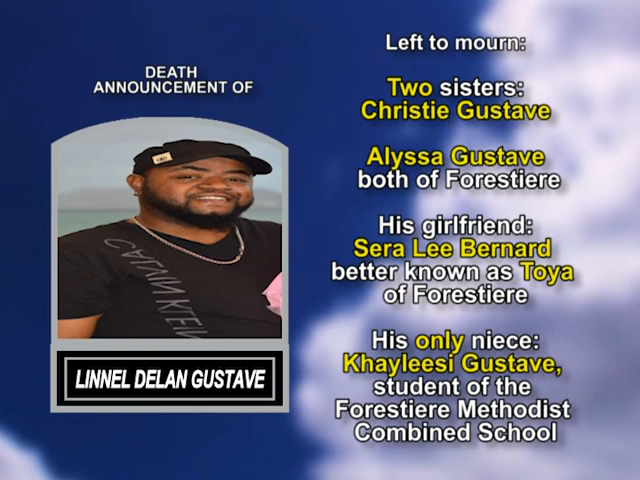 DEATH
ANNOUNCEMENT OF
CALVIN KLEIN
LINNEL DELAN GUSTAVE
Left to mourn:
Two sisters:
Christie Gustave
Alyssa Gustave
both of Forestiere
His girlfriend:
Sera Lee Bernard
better known as Toya
of Forestiere
His only niece:
Khayleesi Gustave,
student of the
Forestiere Methodist
Combined School